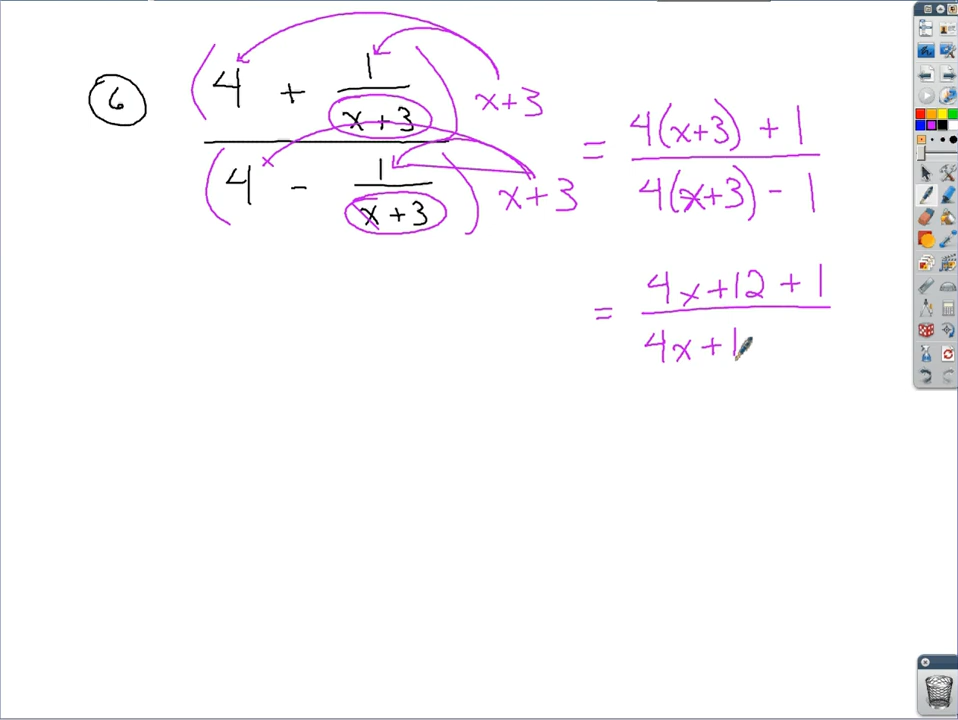 6
4 + 1
x + 3
x+3
4 - 1
x + 3
x+3
= 4(x+3) + 1
4(x+3) - 1
= 4x+12 + 1
4x+1